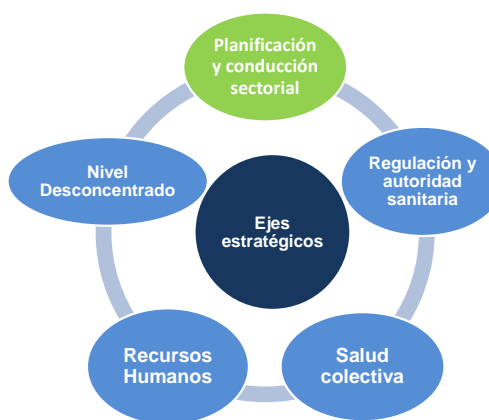 Planificación
y conducción
sectorial
Regulación y
autoridad
sanitaria
Salud
colectiva
Recursos
Humanos
Nivel
Desconcentrado
Ejes
estratégicos